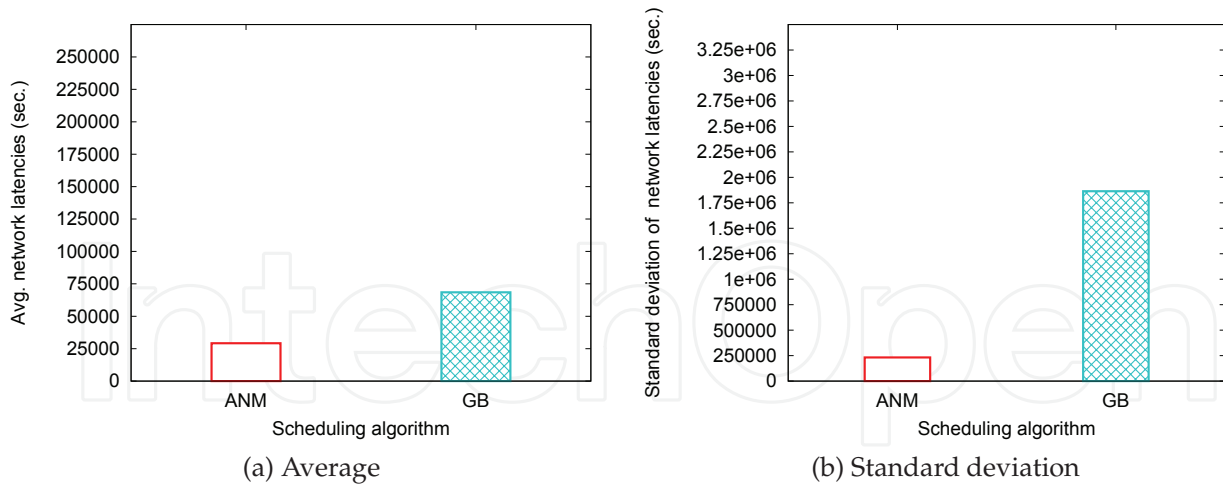 Avg. network latencies (sec.)
250000
225000
200000
175000
150000
125000
100000
75000
50000
25000
0
ANM GB
Scheduling algorithm
(a) Average
Standard deviation of network latencies (sec.)
3.25e+06
3e+06
2.75e+06
2.5e+06
2.25e+06
2e+06
1.75e+06
1.5e+06
1.25e+06
1e+06
750000
500000
250000
0
ANM GB
Scheduling algorithm
(b) Standard deviation
IntechOpen